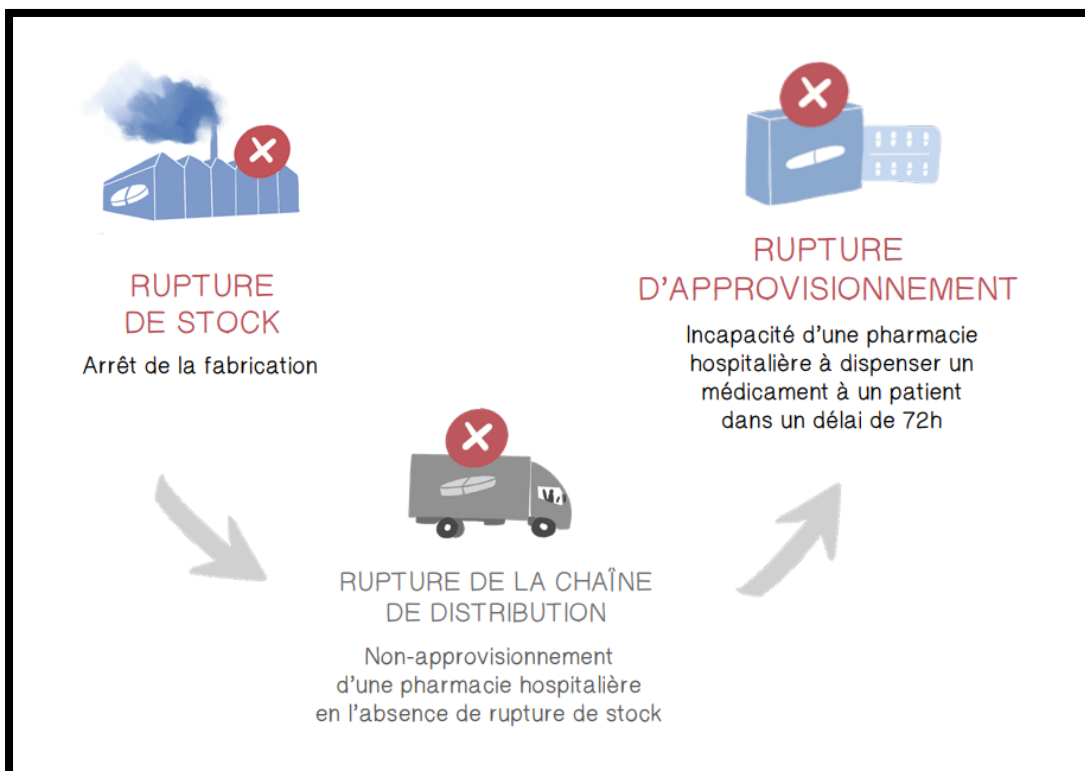 RUPTURE
DE STOCK
Arrêt de la fabrication
RUPTURE DE LA CHAÎNE
DE DISTRIBUTION
Non-approvisionnement
d'une pharmacie hospitalière
en l'absence de rupture de stock
RUPTURE
D'APPROVISIONNEMENT
Incapacité d'une pharmacie
hospitalière à dispenser un
médicament à un patient
dans un délai de 72h